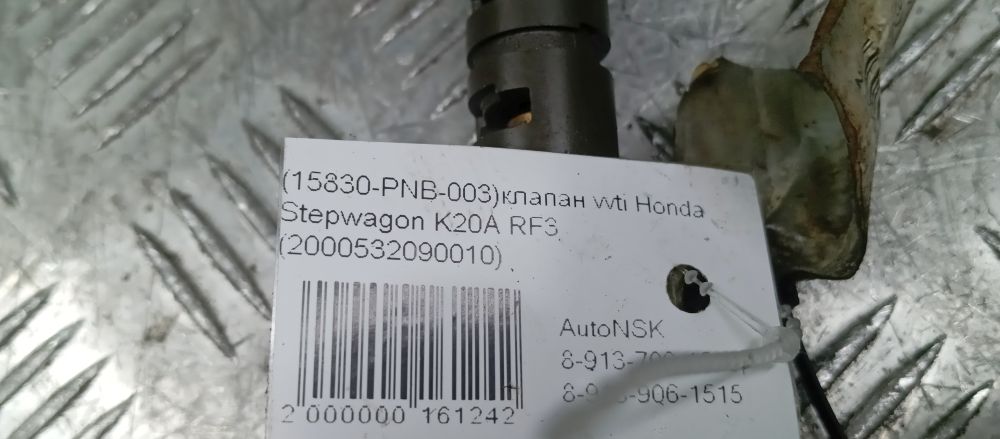 (15830-PNB-003)клапан vvti Honda
Stepwagon K20A RF3
(2000532090010)
2 000000 161242
AutoNSK